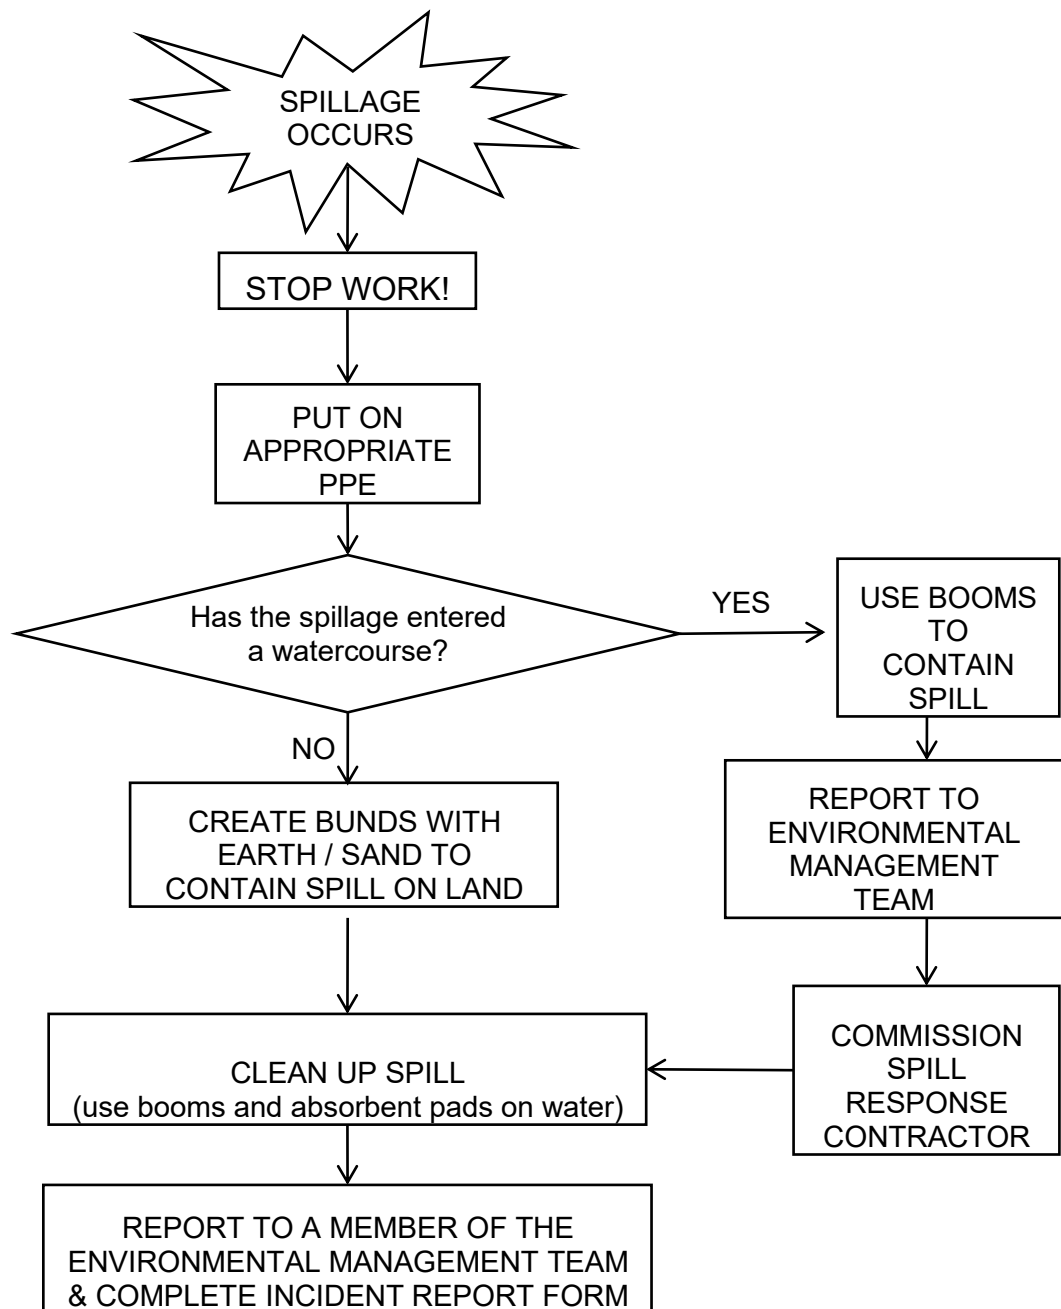 SPILLAGE
OCCURS
STOP WORK!
PUT ON
APPROPRIATE
PPE
Has the spillage entered
a watercourse?
YES
USE BOOMS
TO
CONTAIN
SPILL
NO
CREATE BUNDS WITH
EARTH / SAND TO
CONTAIN SPILL ON LAND
REPORT TO
ENVIRONMENTAL
MANAGEMENT
TEAM
COMMISSION
SPILL
RESPONSE
CONTRACTOR
CLEAN UP SPILL
(use booms and absorbent pads on water)
REPORT TO A MEMBER OF THE
ENVIRONMENTAL MANAGEMENT TEAM
& COMPLETE INCIDENT REPORT FORM